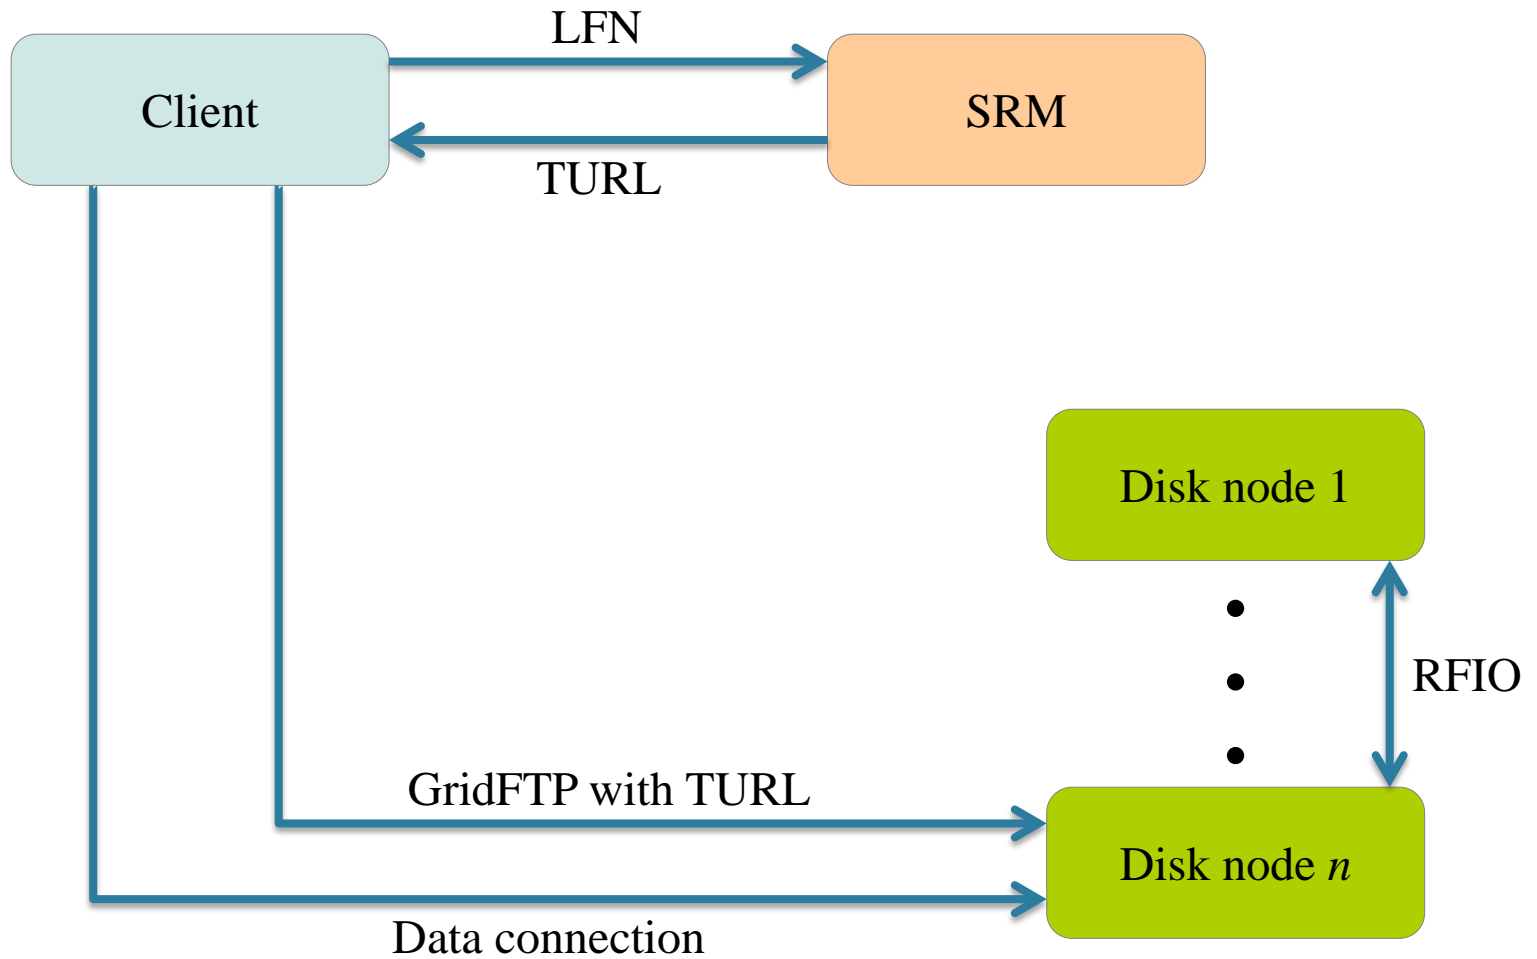 LFN
Client
SRM
TURL
Disk node 1
RFIO
GridFTP with TURL
Disk node n
Data connection